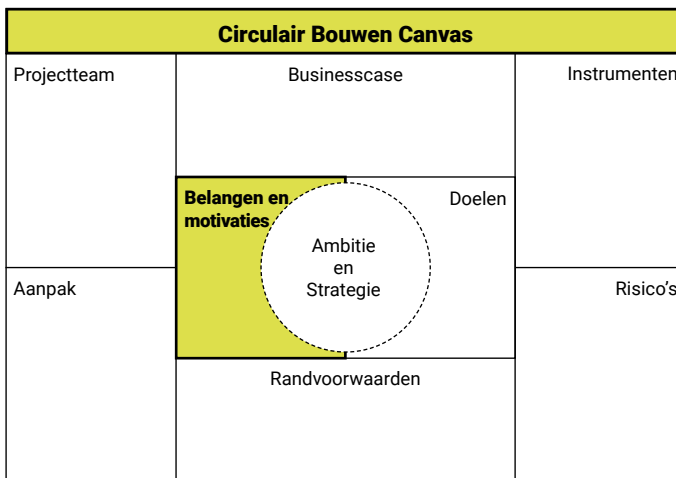 Circulair Bouwen Canvas
Projectteam
Businesscase
Instrumenten
Belangen en
motivaties
Doelen
Ambitie
en
Strategie
Aanpak
Risico's
Randvoorwaarden